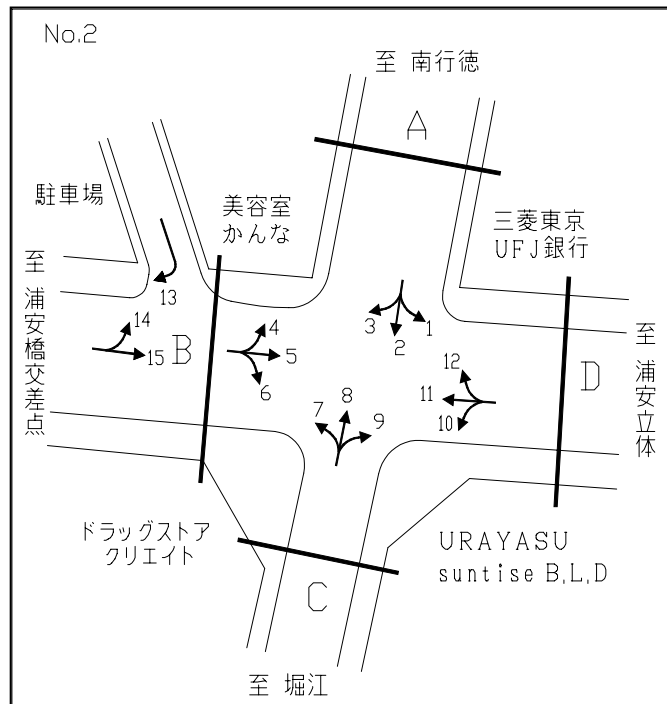 No.2
至 南行徳
A
駐車場
美容室
かんな
三菱東京
UFJ銀行
至 浦安橋交差点
13
14
15
B
4
5
6
3
2
1
12
11
10
D
至 浦安立体
7
8
9
ドラッグストア
クリエイト
URAYASU
suntise B,L,D
C
至 堀江